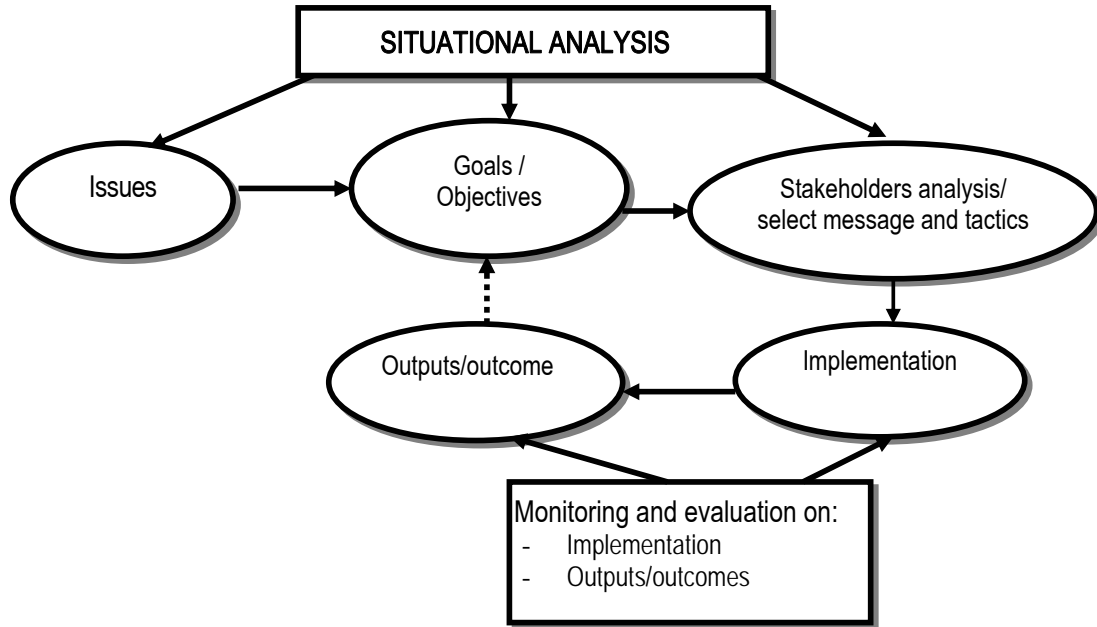 SITUATIONAL ANALYSIS
Issues
Goals /
Objectives
Stakeholders analysis/
select message and tactics
Outputs/outcome
Implementation
Monitoring and evaluation on:
- Implementation
- Outputs/outcomes